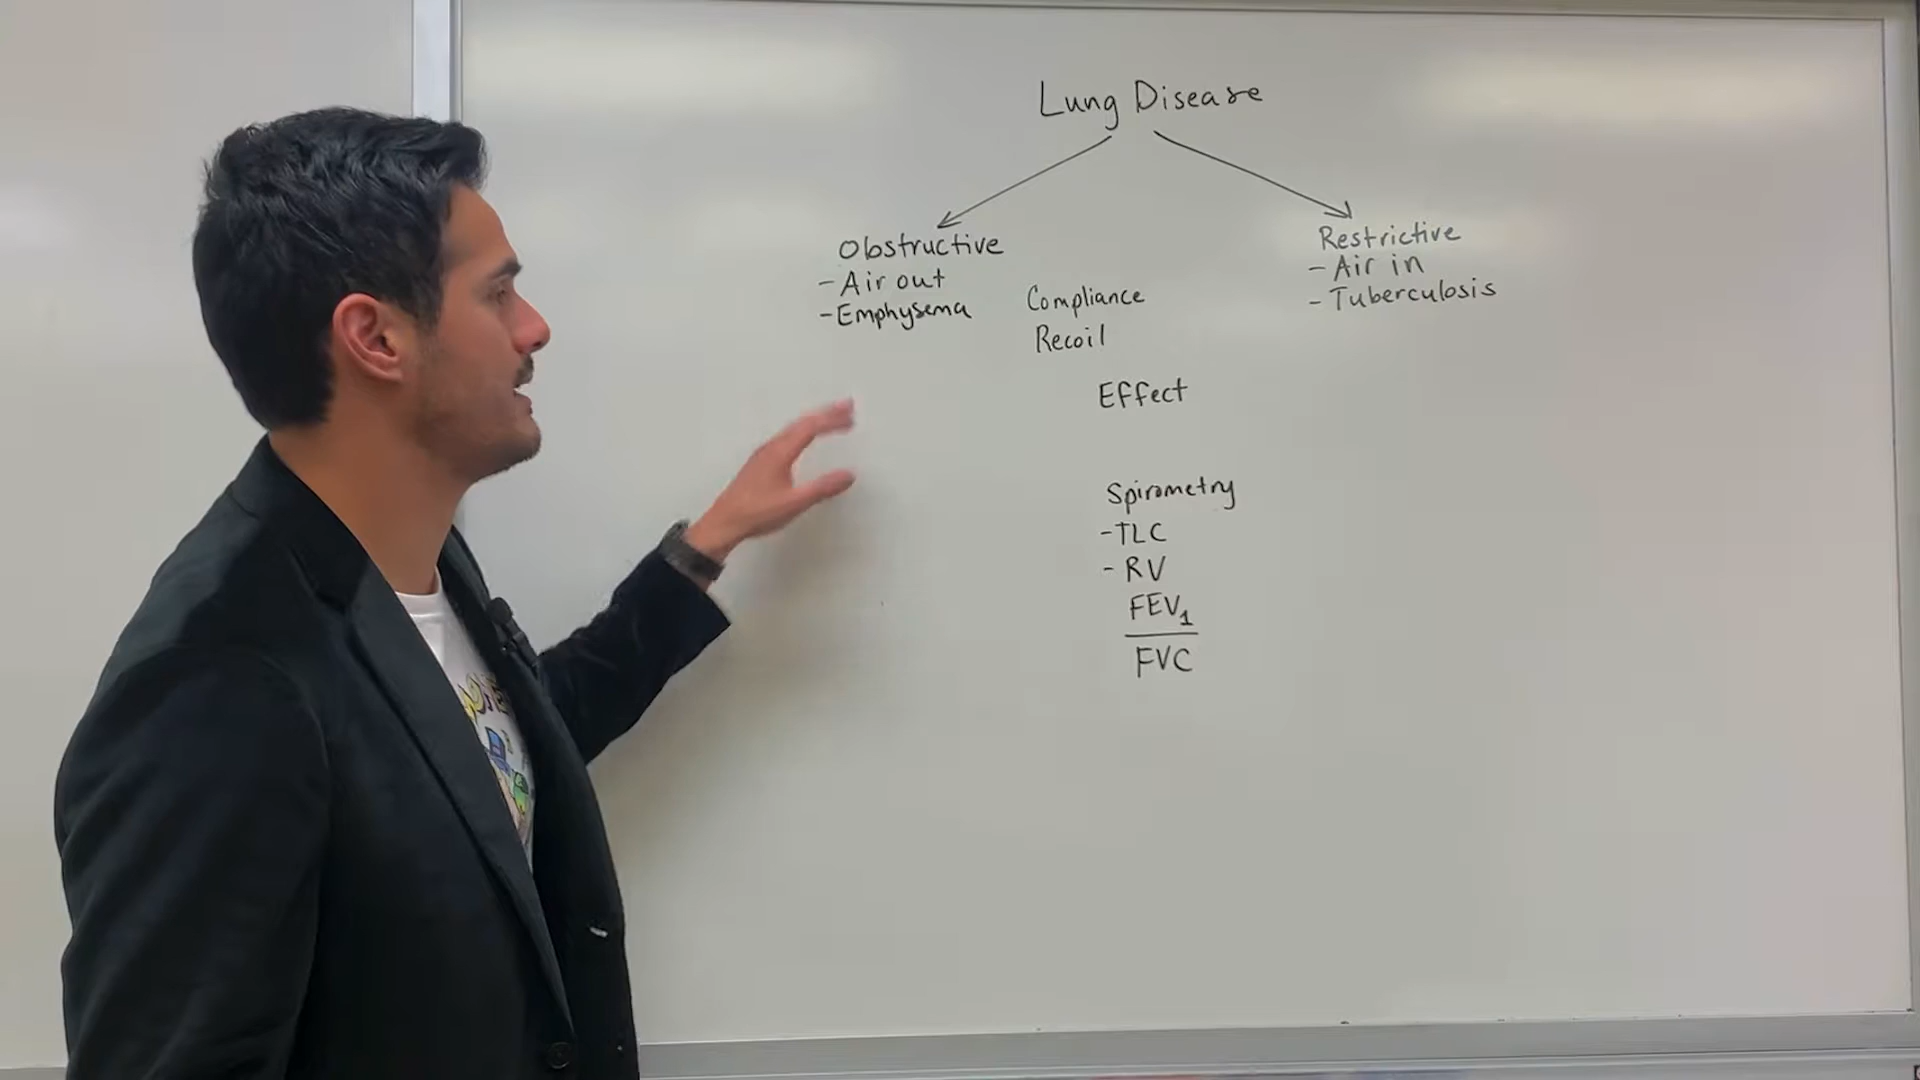 Lung Disease
Obstructive
- Air out
- Emphysema
Compliance
Recoil
Restrictive
- Air in
- Tuberculosis
Effect
Spirometry
- TLC
- RV
FEV₁
FVC